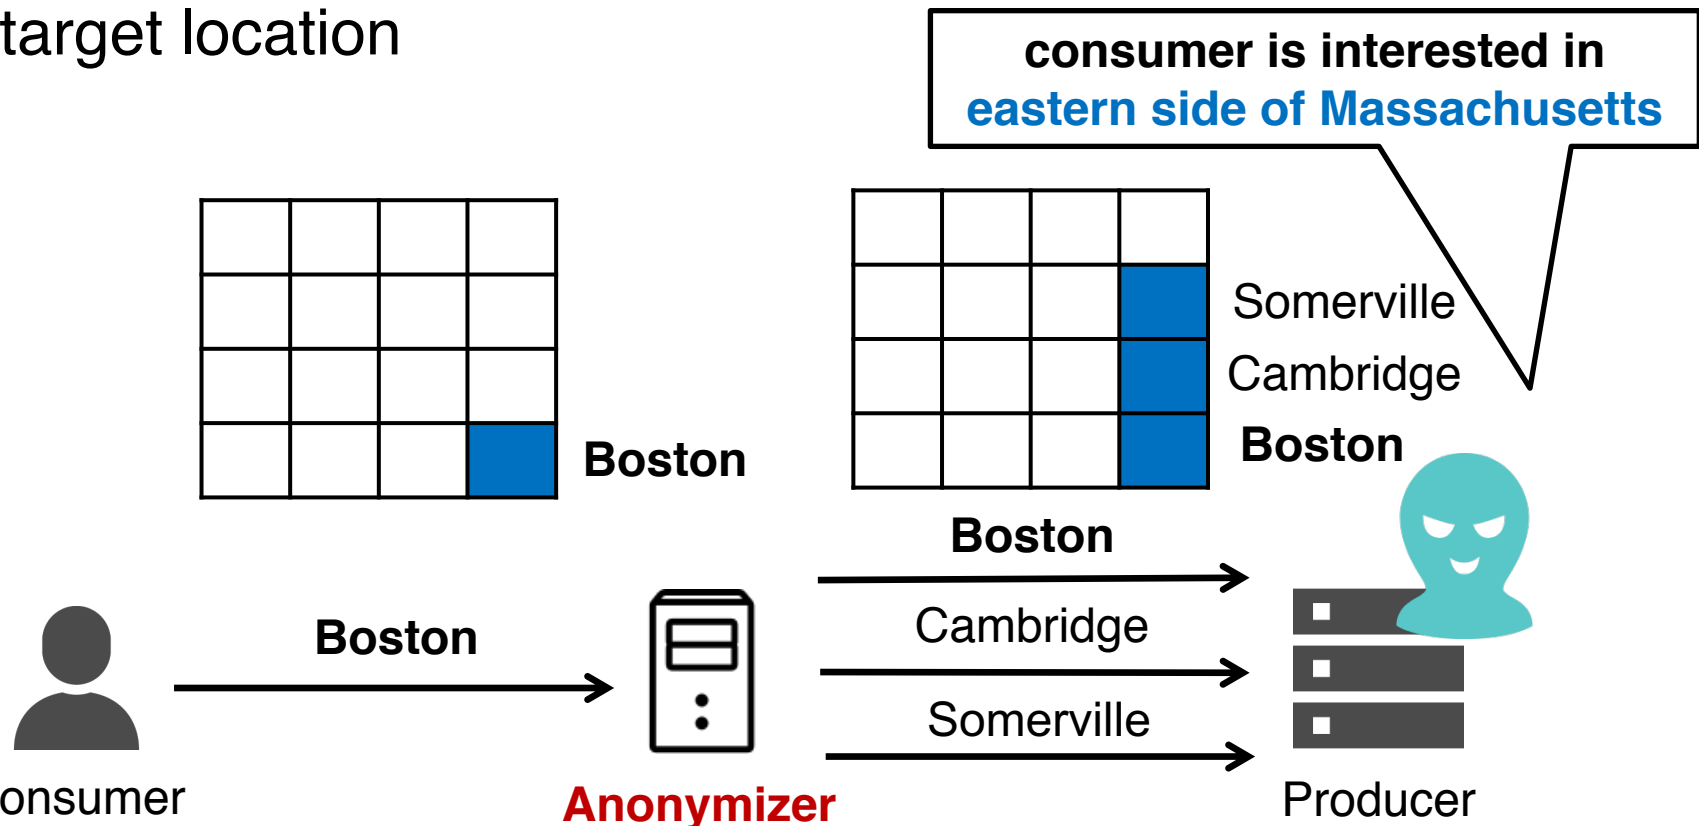 target location
consumer is interested in
eastern side of Massachusetts
Somerville
Cambridge
Boston
Boston
Boston
Cambridge
Boston
Somerville
onsumer
Anonymizer
Producer